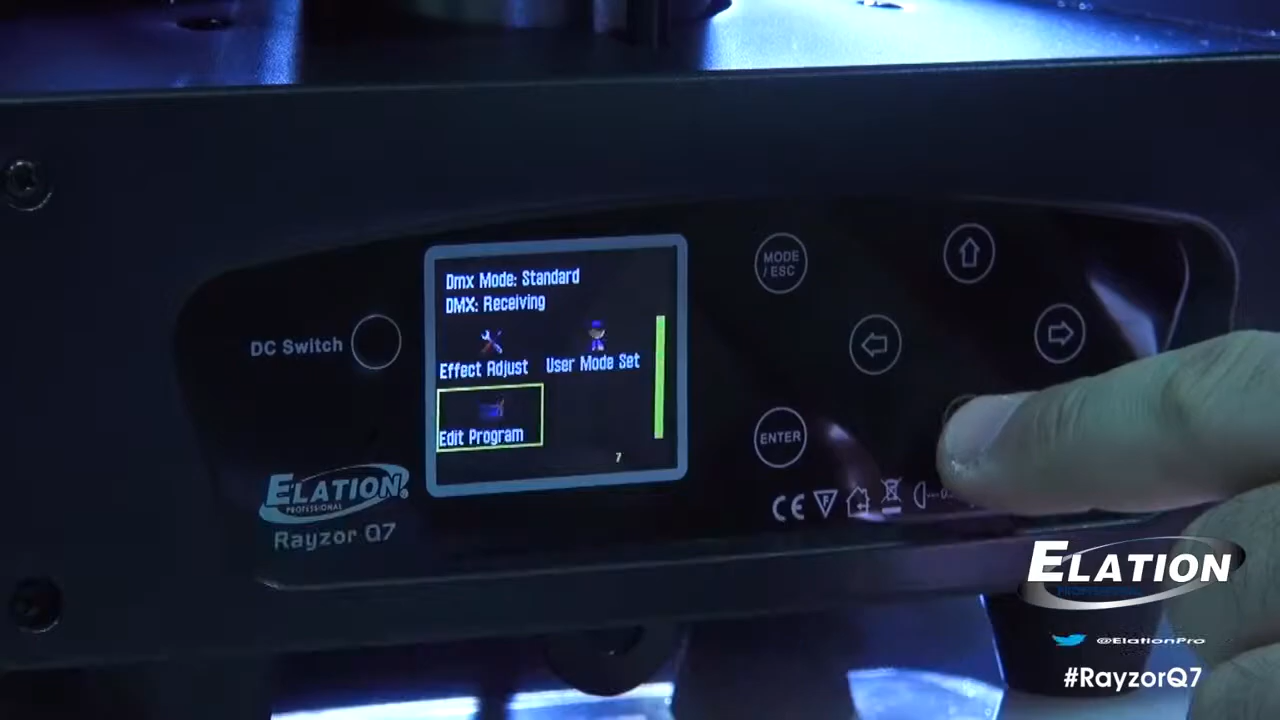 Dmx Mode: Standard
DMX: Receiving
Effect Adjust
User Mode Set
Edit Program
7
DC Switch
MODE
/ ESC
ENTER
ELATION
PROFESSIONAL
Rayzor Q7
CE
F
ELATION
PROFESSIONAL
@ElationPro
#RayzorQ7